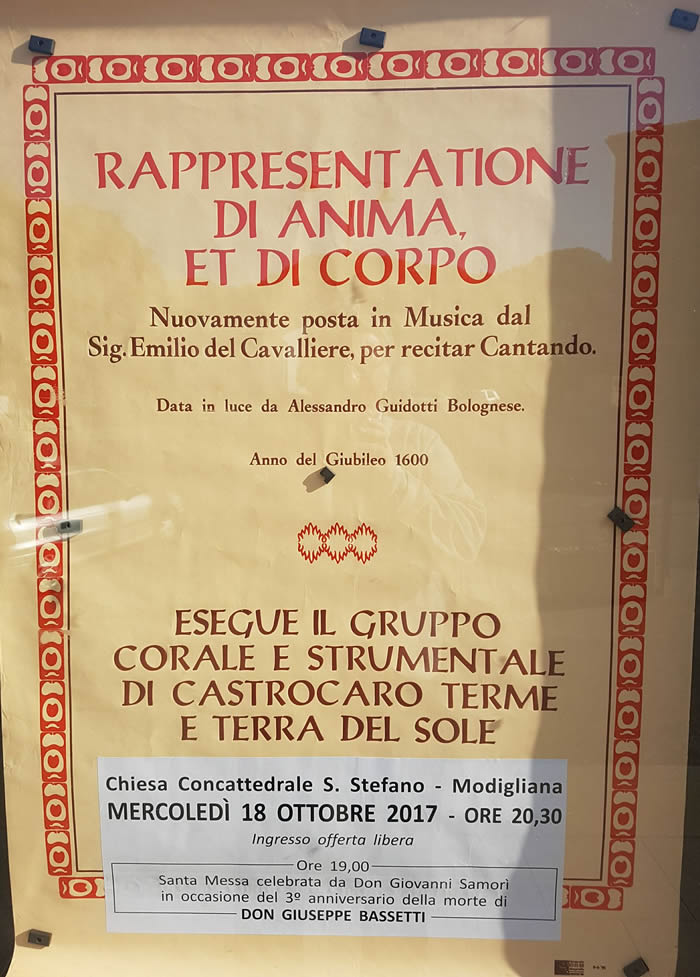 RAPPRESENTATIONE
DI ANIMA,
ET DI CORPO
Nuovamente posta in Musica dal
Sig. Emilio del Cavalliere, per recitar Cantando.
Data in luce da Alessandro Guidotti Bolognese.
Anno del Giubileo 1600
ESEGUE IL GRUPPO
CORALE E STRUMENTALE
DI CASTROCARO TERME
E TERRA DEL SOLE
Chiesa Concattedrale S. Stefano - Modigliana
MERCOLEDÌ 18 OTTOBRE 2017 - ORE 20,30
Ingresso offerta libera
Ore 19,00
Santa Messa celebrata da Don Giovanni Samorì
in occasione del 3º anniversario della morte di
DON GIUSEPPE BASSETTI